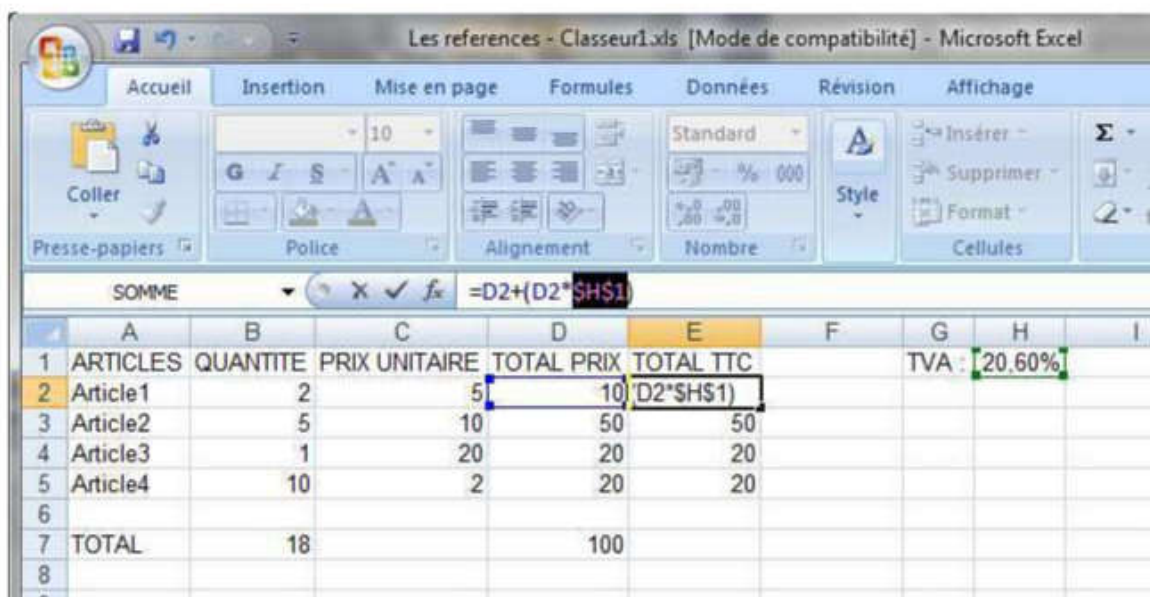 Les references - Classeur1.xls [Mode de compatibilité] - Microsoft Excel
Accueil Insertion Mise en page Formules Données Révision Affichage
10 Standard Insérer Σ
Coller G I S A A % 000 A Style Supprimer
A Format
Presse-papiers Police Alignement Nombre Cellules
SOMME fx =D2+(D2*$H$1)
A B C D E F G H I
1 ARTICLES QUANTITE PRIX UNITAIRE TOTAL PRIX TOTAL TTC TVA : 20,60%
2 Article1 2 5 10 D2*$H$1)
3 Article2 5 10 50 50
4 Article3 1 20 20 20
5 Article4 10 2 20 20
6
7 TOTAL 18 100
8